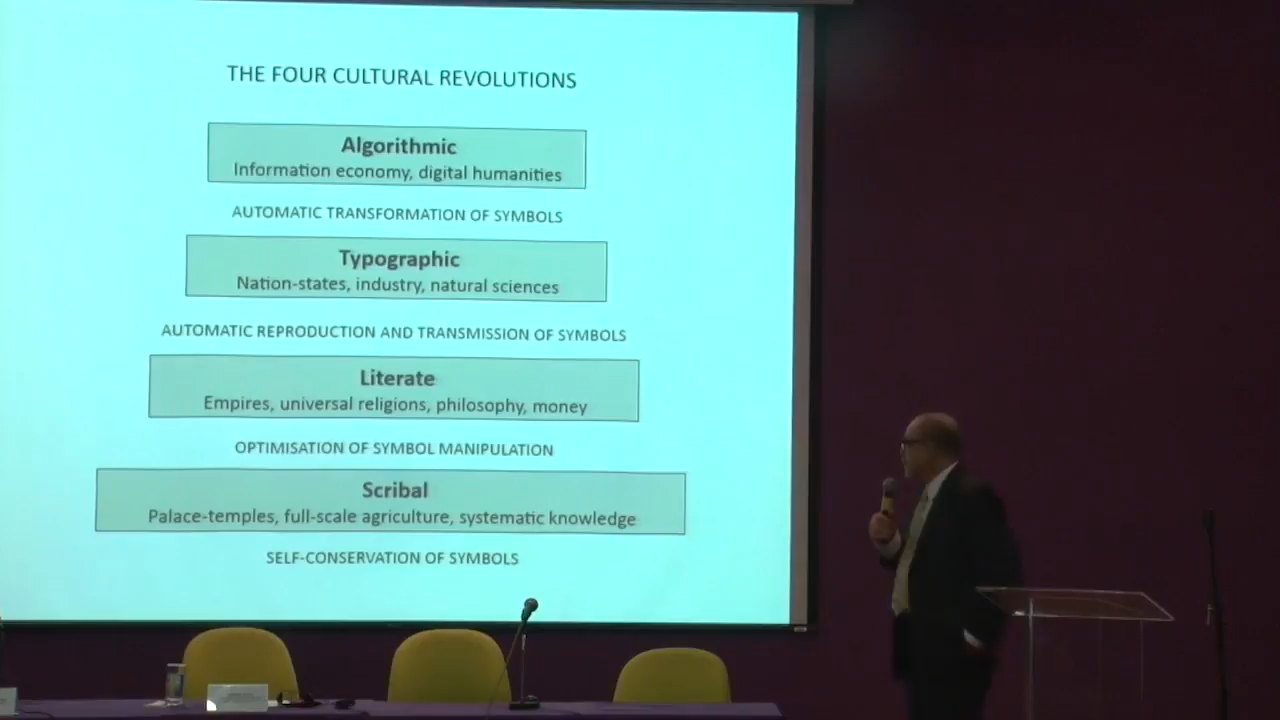 THE FOUR CULTURAL REVOLUTIONS
Algorithmic
Information economy, digital humanities
AUTOMATIC TRANSFORMATION OF SYMBOLS
Typographic
Nation-states, industry, natural sciences
AUTOMATIC REPRODUCTION AND TRANSMISSION OF SYMBOLS
Literate
Empires, universal religions, philosophy, money
OPTIMISATION OF SYMBOL MANIPULATION
Scribal
Palace-temples, full-scale agriculture, systematic knowledge
SELF-CONSERVATION OF SYMBOLS